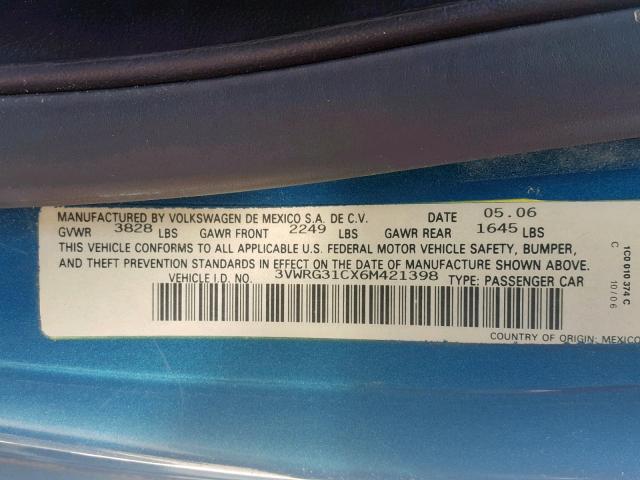 MANUFACTURED BY VOLKSWAGEN DE MEXICO S.A. DE C.V. DATE 05.06
GVWR 3828 LBS GAWR FRONT 2249 LBS GAWR REAR 1645 LBS
THIS VEHICLE CONFORMS TO ALL APPLICABLE U.S. FEDERAL MOTOR VEHICLE SAFETY, BUMPER,
AND THEFT PREVENTION STANDARDS IN EFFECT ON THE DATE OF MANUFACTURE SHOWN ABOVE.
VEHICLE I.D. NO. 3VWRG31CX6M421398 TYPE: PASSENGER CAR
COUNTRY OF ORIGIN: MEXICO
1C0 010 374 C
C 10/06